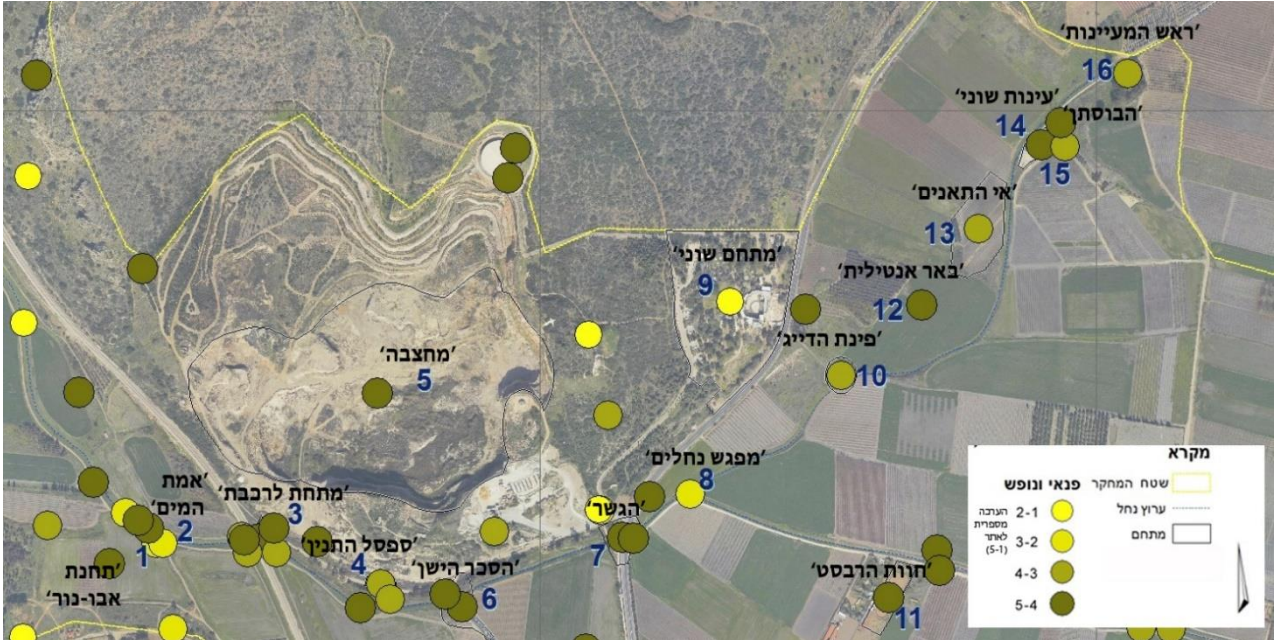 'ראש המעיינות'
16
'עינות שוני'
'הבוסתן'
14
15
'אי התאנים'
13
'מתחם שוני'
9
'באר אנטילית'
12
'פינת הדייג'
10
'מחצבה'
5
'מפגש נחלים'
8
'אמת
המים'
2
1
'מתחת לרכבת'
3
'הגשר'
7
'ספסל התנין'
4
'הסכר הישן'
6
'תחנת
אבו-נור'
'חוות הרבסט'
11
מקרא
שטח המחקר
ערוץ נחל
מתחם
פנאי ונופש
הערכה
מספרית
לאתר
(5-1)
2-1
3-2
4-3
5-4